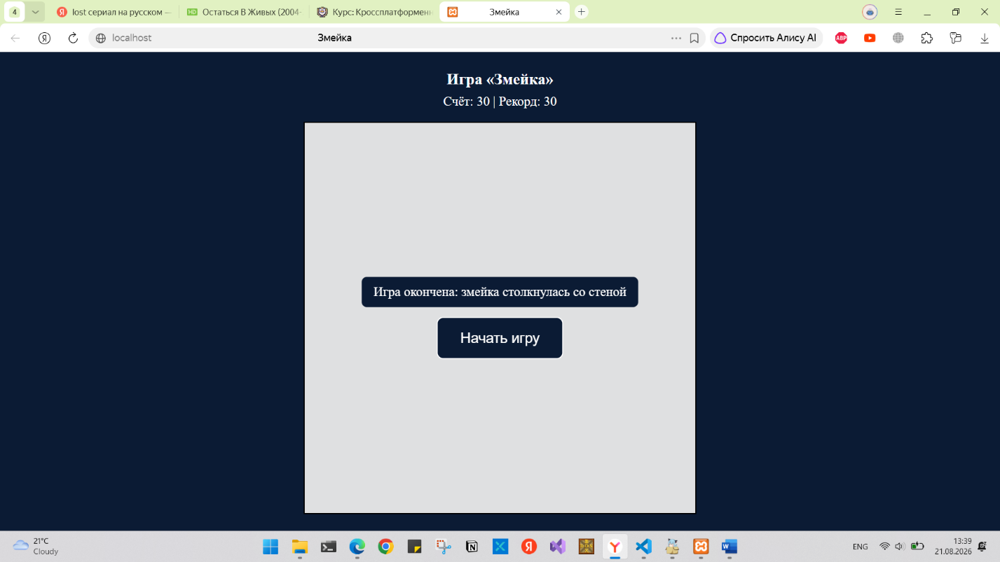 4
lost сериал на русском —
HD
Остаться В Живых (2004-
Курс: Кроссплатформенн
Змейка
localhost
Змейка
Спросить Алису AI
ABP
Игра «Змейка»
Счёт: 30 | Рекорд: 30
Игра окончена: змейка столкнулась со стеной
Начать игру
21°C
Cloudy
ENG
13:39
21.08.2026